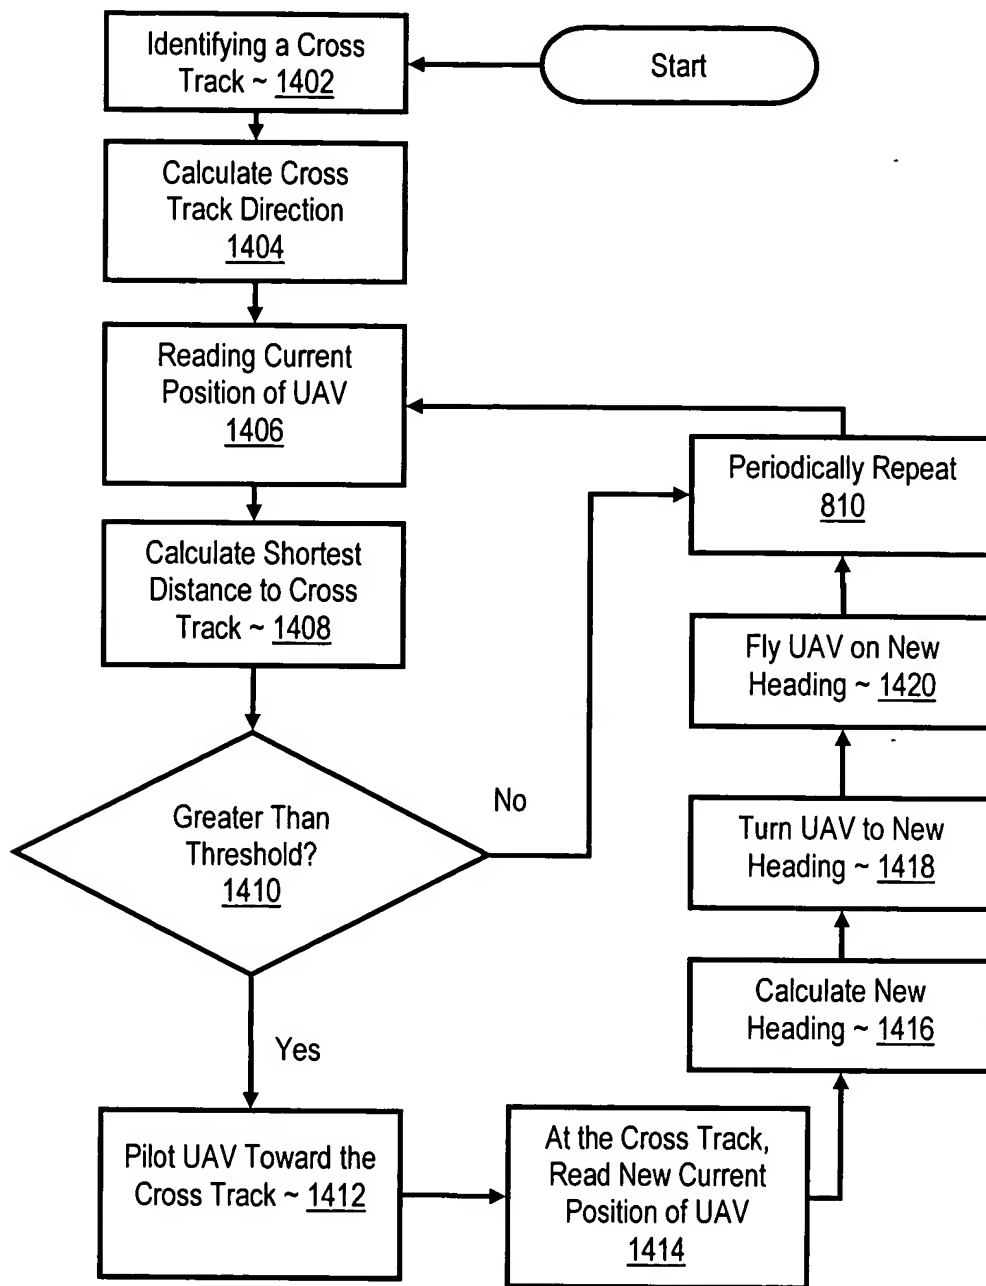 Identifying a Cross
Track ~ 1402
Start
Calculate Cross
Track Direction
1404
Reading Current
Position of UAV
1406
Periodically Repeat
810
Calculate Shortest
Distance to Cross
Track ~ 1408
Fly UAV on New
Heading ~ 1420
Greater Than
Threshold?
1410
No
Turn UAV to New
Heading ~ 1418
Calculate New
Heading ~ 1416
Yes
Pilot UAV Toward the
Cross Track ~ 1412
At the Cross Track,
Read New Current
Position of UAV
1414